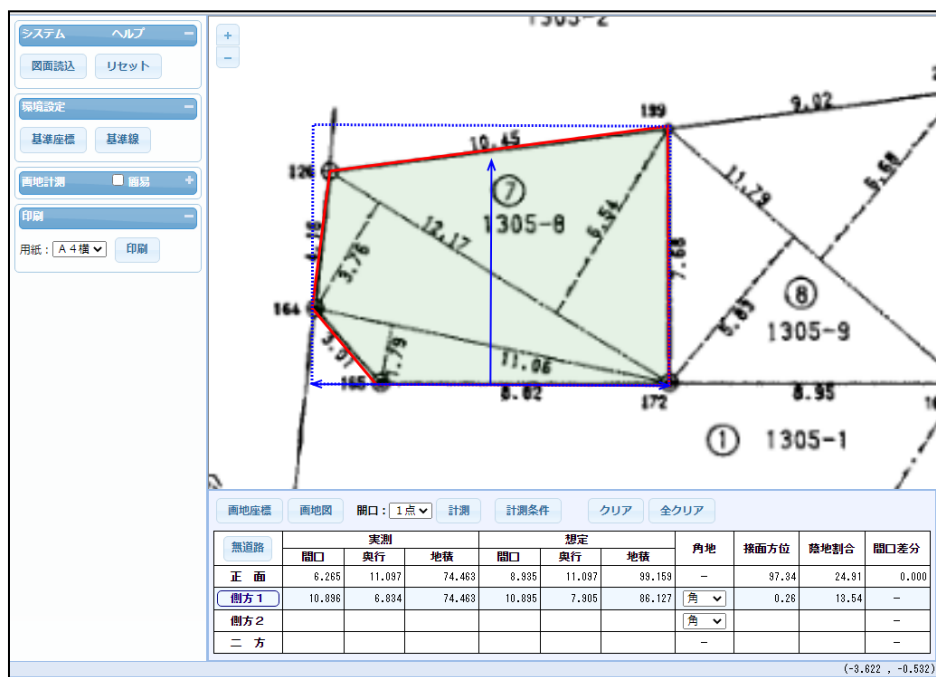 システム ヘルプ −
図面読込 リセット
環境設定 −
基準座標 基準線
画地計測 簡易 +
印刷 −
用紙： A4横 印刷
+
−
1305-2
199
9.02
10.45
126
⑦
1305-8
11.79
6.68
12.17
6.54
4.18
3.76
7.68
164
⑧
5.83
1305-9
3.01
1.79
11.06
165
8.82
172
8.95
① 1305-1
画地座標 画地図 間口： 1点 計測 計測条件 クリア 全クリア
無道路 実測 想定 角地 接面方位 蔭地割合 間口差分
間口 奥行 地積 間口 奥行 地積
正 面 6.265 11.097 74.463 8.935 11.097 99.159 − 97.34 24.91 0.000
側方1 10.896 6.834 74.463 10.895 7.905 86.127 角 0.26 13.54 −
側方2 角 −
二 方 − −
(-3.622 , -0.532)